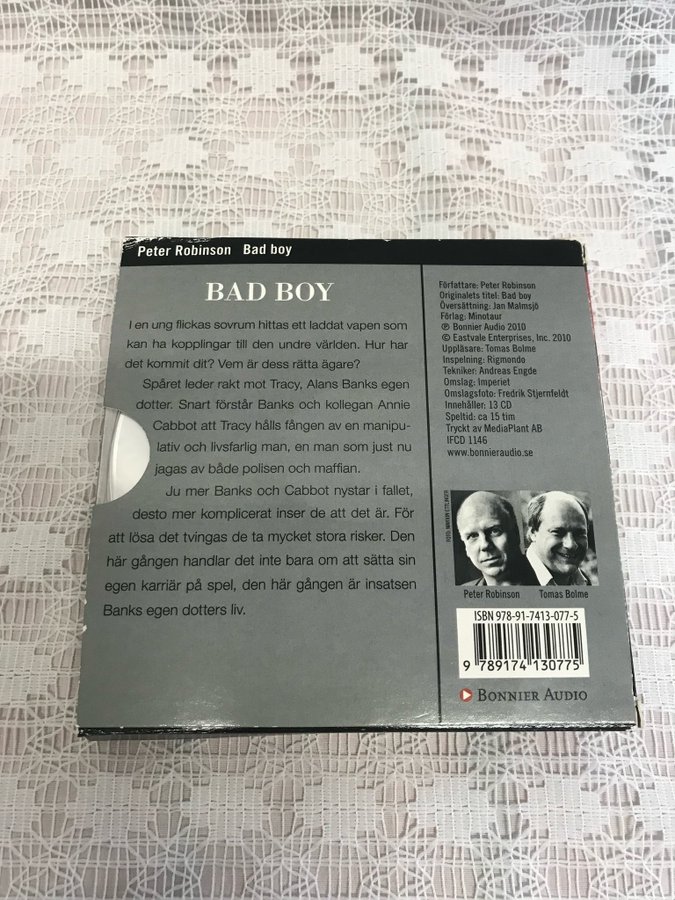 Peter Robinson Bad boy
BAD BOY
I en ung flickas sovrum hittas ett laddat vapen som
kan ha kopplingar till den undre världen. Hur har
det kommit dit? Vem är dess rätta ägare?
Spåret leder rakt mot Tracy, Alans Banks egen
dotter. Snart förstår Banks och kollegan Annie
Cabbot att Tracy hålls fången av en manipu-
lativ och livsfarlig man, en man som just nu
jagas av både polisen och maffian.
Ju mer Banks och Cabbot nystar i fallet,
desto mer komplicerat inser de att det är. För
att lösa det tvingas de ta mycket stora risker. Den
här gången handlar det inte bara om att sätta sin
egen karriär på spel, den här gången är insatsen
Banks egen dotters liv.
Författare: Peter Robinson
Originalets titel: Bad boy
Översättning: Jan Malmsjö
Förlag: Minotaur
℗ Bonnier Audio 2010
© Eastvale Enterprises, Inc. 2010
Uppläsare: Tomas Bolme
Inspelning: Rigmondo
Tekniker: Andreas Engde
Omslag: Imperiet
Omslagsfoto: Fredrik Stjernfeldt
Innehåller: 13 CD
Speltid: ca 15 tim
Tryckt av MediaPlant AB
IFCD 1146
www.bonnieraudio.se
Peter Robinson Tomas Bolme
ISBN 978-91-7413-077-5
9 789174 130775
BONNIER AUDIO